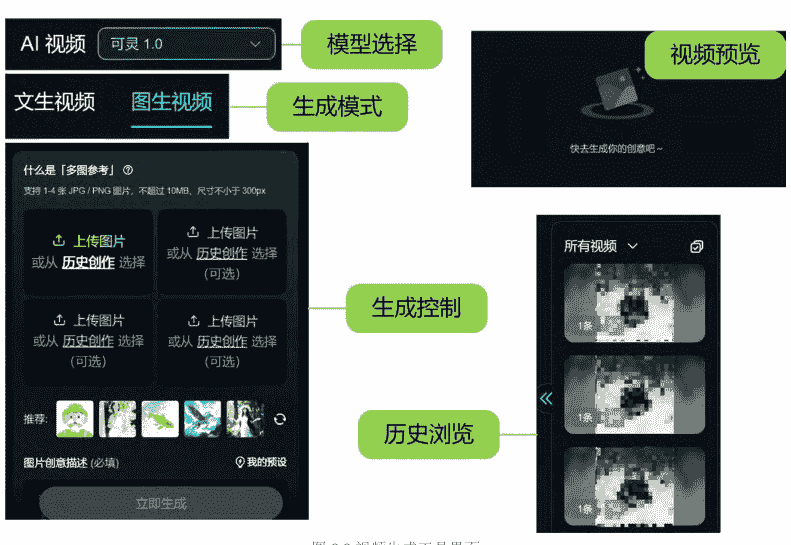 AI 视频
可灵 1.0
模型选择
文生视频
图生视频
生成模式
什么是「多图参考」
支持 1-4 张 JPG / PNG 图片，不超过 10MB，尺寸不小于 300px
上传图片
或从 历史创作 选择
上传图片
或从 历史创作 选择
(可选)
上传图片
或从 历史创作 选择
(可选)
上传图片
或从 历史创作 选择
(可选)
推荐:
图片创意描述 (必填)
我的预设
立即生成
生成控制
视频预览
快去生成你的创意吧~
所有视频
1条
1条
1条
历史浏览